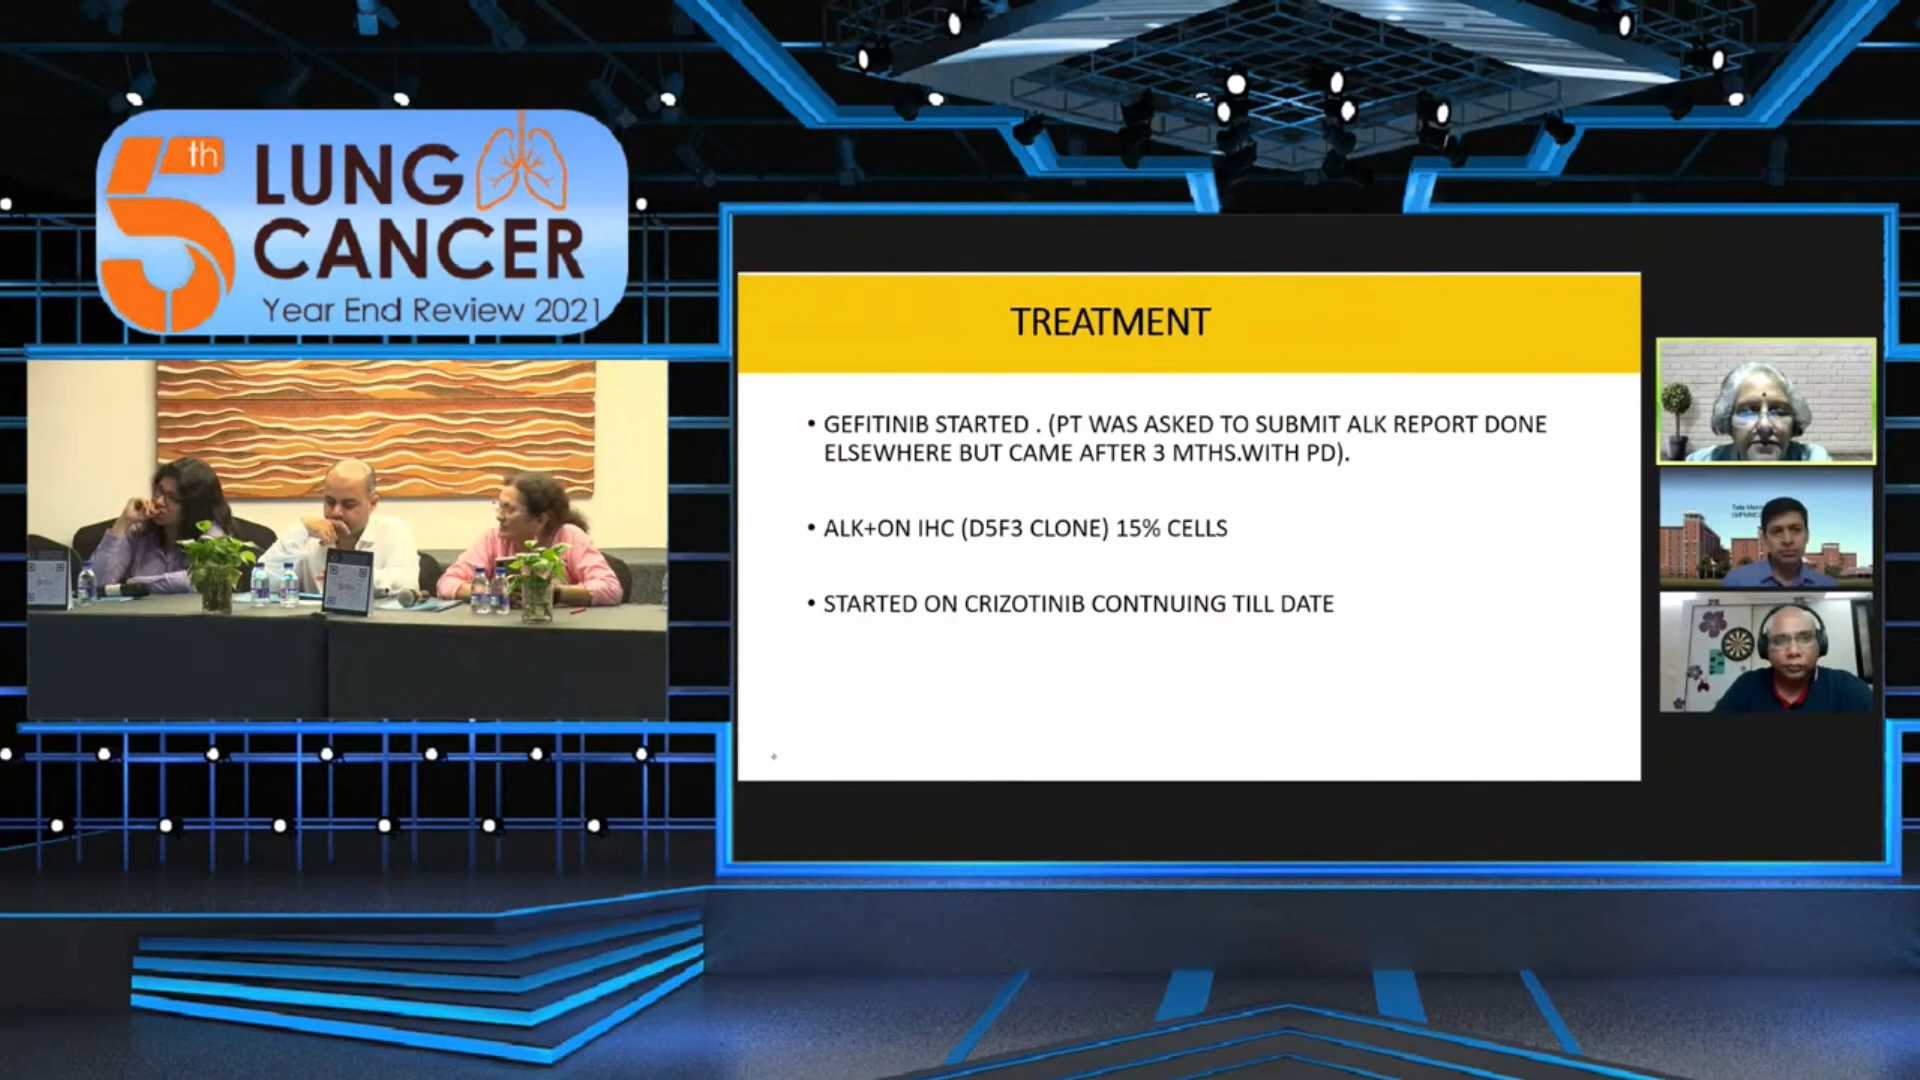 5th
LUNG
CANCER
Year End Review 2021
TREATMENT
• GEFITINIB STARTED . (PT WAS ASKED TO SUBMIT ALK REPORT DONE
ELSEWHERE BUT CAME AFTER 3 MTHS.WITH PD).
• ALK+ON IHC (D5F3 CLONE) 15% CELLS
• STARTED ON CRIZOTINIB CONTNUING TILL DATE